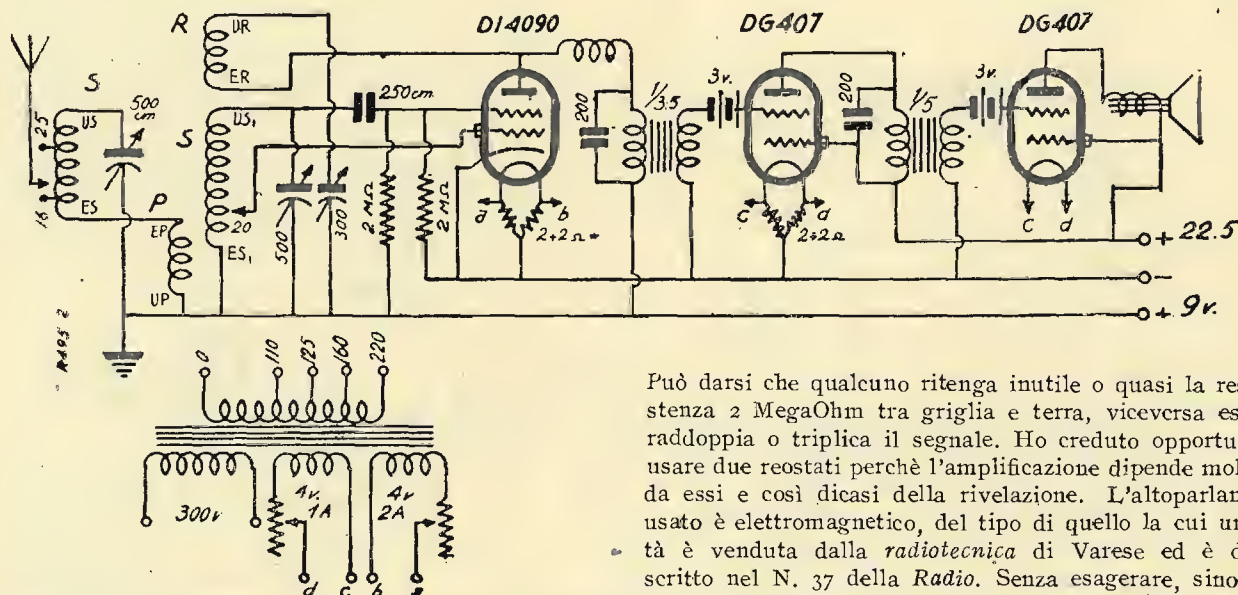 R
UR
ER
DI4090
DG407
DG407
S
500 cm
25
US
16
ES
P
EP
UP
S
US₁
20
ES₁
250 cm.
500
300
2 MΩ
2 MΩ
a
b
2+2Ω
200
1/3.5
3v.
c
d
2÷2Ω
200
1/5
3v.
c
d
+ 22.5
−
+ 9v.
0
110
125
160
220
300v
4v.
1A
4v
2A
d
c
b
a
Può darsi che qualcuno ritenga inutile o quasi la re
stenza 2 MegaOhm tra griglia e terra, viceversa es
raddoppia o triplica il segnale. Ho creduto opportu
usare due reostati perchè l'amplificazione dipende mol
da essi e così dicasi della rivelazione. L'altoparlan
usato è elettromagnetico, del tipo di quello la cui un
tà è venduta dalla radiotecnica di Varese ed è d
scritto nel N. 37 della Radio. Senza esagerare, sino